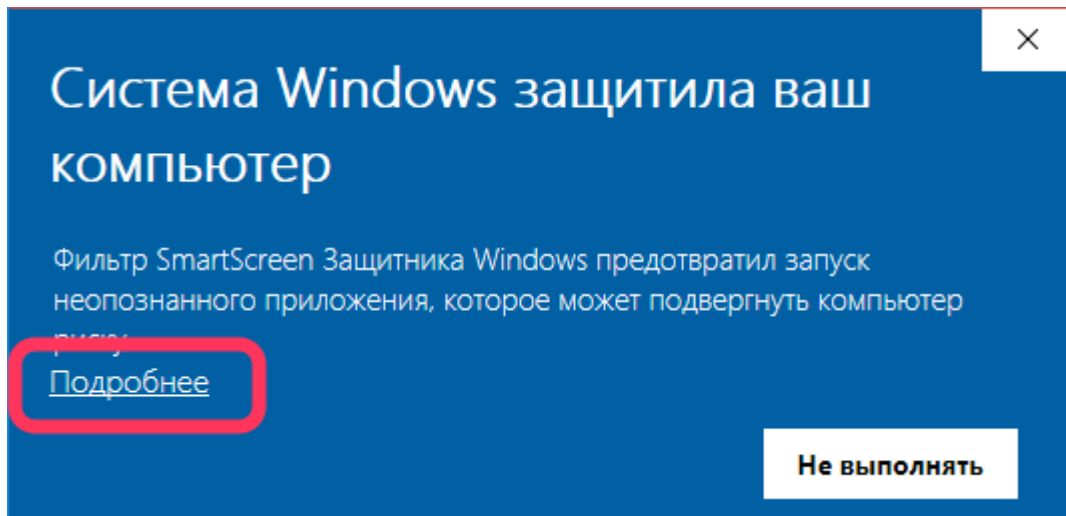 Система Windows защитила ваш
компьютер
Фильтр SmartScreen Защитника Windows предотвратил запуск
неопознанного приложения, которое может подвергнуть компьютер
риску.
Подробнее
Не выполнять